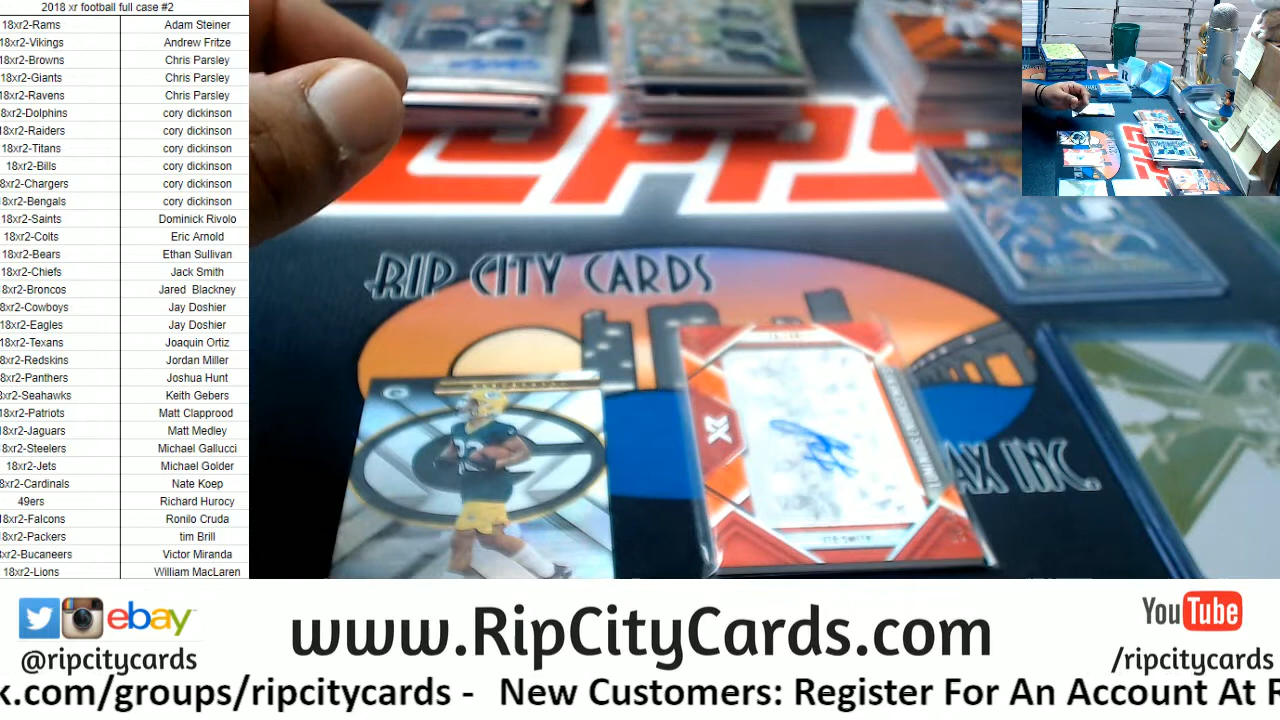 2018 xr football full case #2
18xr2-Rams Adam Steiner
18xr2-Vikings Andrew Fritze
18xr2-Browns Chris Parsley
18xr2-Giants Chris Parsley
18xr2-Ravens Chris Parsley
8xr2-Dolphins cory dickinson
18xr2-Raiders cory dickinson
18xr2-Titans cory dickinson
18xr2-Bills cory dickinson
8xr2-Chargers cory dickinson
8xr2-Bengals cory dickinson
18xr2-Saints Dominick Rivolo
18xr2-Colts Eric Arnold
18xr2-Bears Ethan Sullivan
18xr2-Chiefs Jack Smith
8xr2-Broncos Jared Blackney
8xr2-Cowboys Jay Doshier
18xr2-Eagles Jay Doshier
18xr2-Texans Joaquin Ortiz
8xr2-Redskins Jordan Miller
8xr2-Panthers Joshua Hunt
xr2-Seahawks Keith Gebers
8xr2-Patriots Matt Clapprood
8xr2-Jaguars Matt Medley
8xr2-Steelers Michael Gallucci
18xr2-Jets Michael Golder
8xr2-Cardinals Nate Koep
49ers Richard Hurocy
18xr2-Falcons Ronilo Cruda
8xr2-Packers tim Brill
xr2-Bucaneers Victor Miranda
18xr2-Lions William MacLaren
RIP CITY CARDS
AX INC.
XR
ITO SMITH
ebay
@ripcitycards
www.RipCityCards.com
YouTube
/ripcitycards
k.com/groups/ripcitycards - New Customers: Register For An Account At R